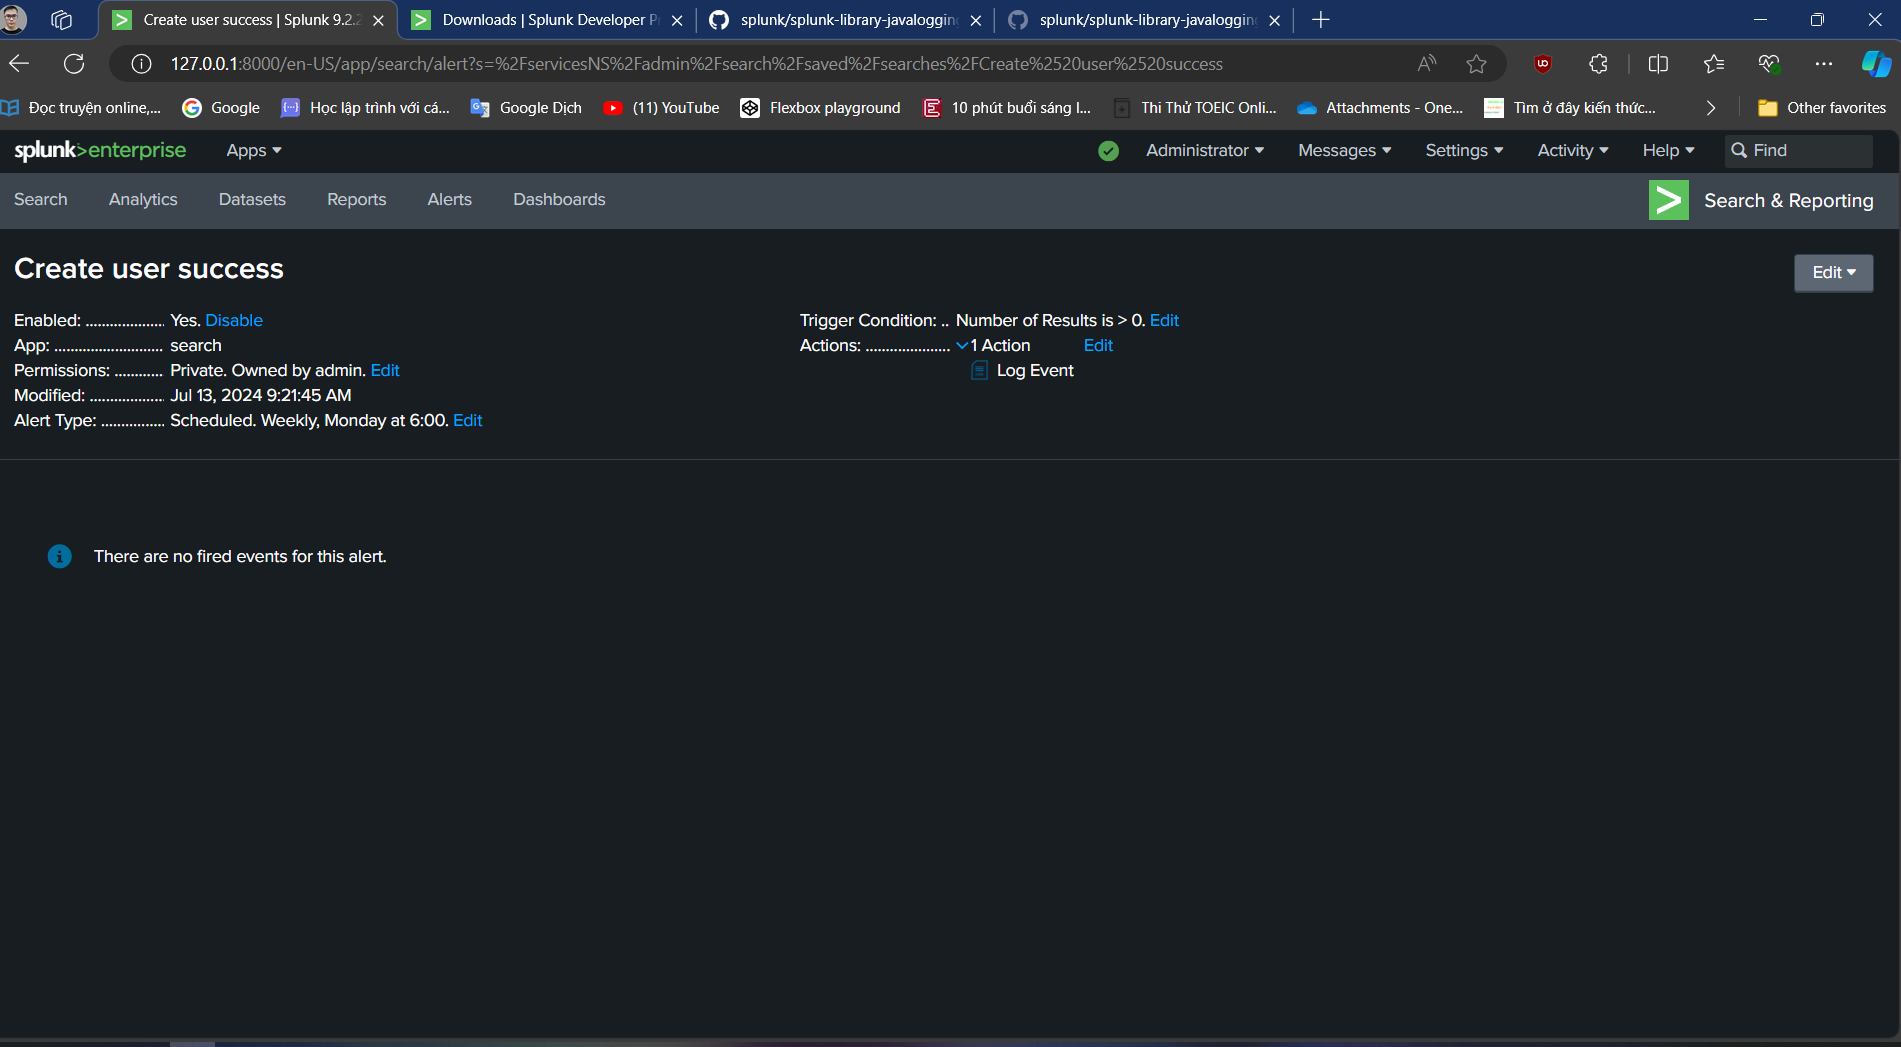 Create user success | Splunk 9.2.2
Downloads | Splunk Developer P
splunk/splunk-library-javalogging
splunk/splunk-library-javalogging
127.0.0.1:8000/en-US/app/search/alert?s=%2FservicesNS%2Fadmin%2Fsearch%2Fsaved%2Fsearches%2FCreate%2520user%2520success
Đọc truyện online,... Google Học lập trình với cá... Google Dịch (11) YouTube Flexbox playground 10 phút buổi sáng l... Thi Thử TOEIC Onli... Attachments - One... Tìm ở đây kiến thức... Other favorites
splunk>enterprise Apps Administrator Messages Settings Activity Help Find
Search Analytics Datasets Reports Alerts Dashboards Search & Reporting
Create user success
Edit
Enabled: ................... Yes. Disable
App: .......................... search
Permissions: ............ Private. Owned by admin. Edit
Modified: .................. Jul 13, 2024 9:21:45 AM
Alert Type: ............... Scheduled. Weekly, Monday at 6:00. Edit
Trigger Condition: .. Number of Results is > 0. Edit
Actions: .................... 1 Action Edit
Log Event
There are no fired events for this alert.